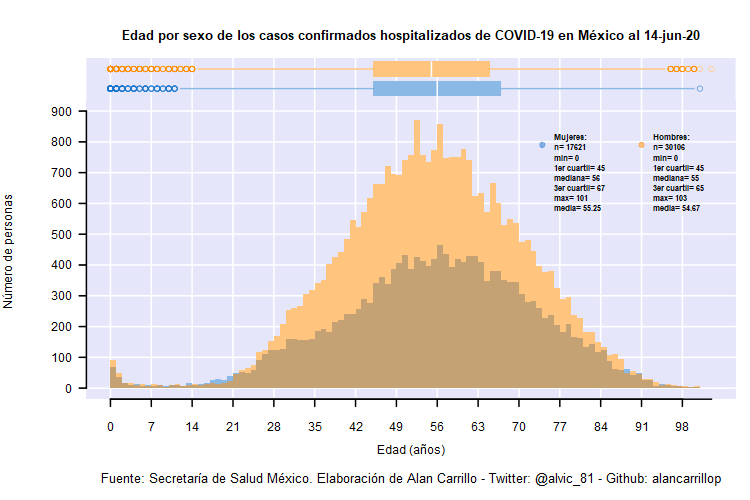 Edad por sexo de los casos confirmados hospitalizados de COVID-19 en México al 14-jun-20
900
800
700
600
500
400
300
200
100
0
Número de personas
Mujeres:
n= 17621
min= 0
1er cuartil= 45
mediana= 56
3er cuartil= 67
max= 101
media= 55.25
Hombres:
n= 30106
min= 0
1er cuartil= 45
mediana= 55
3er cuartil= 65
max= 103
media= 54.67
0 7 14 21 28 35 42 49 56 63 70 77 84 91 98
Edad (años)
Fuente: Secretaría de Salud México. Elaboración de Alan Carrillo - Twitter: @alvic_81 - Github: alancarrillop